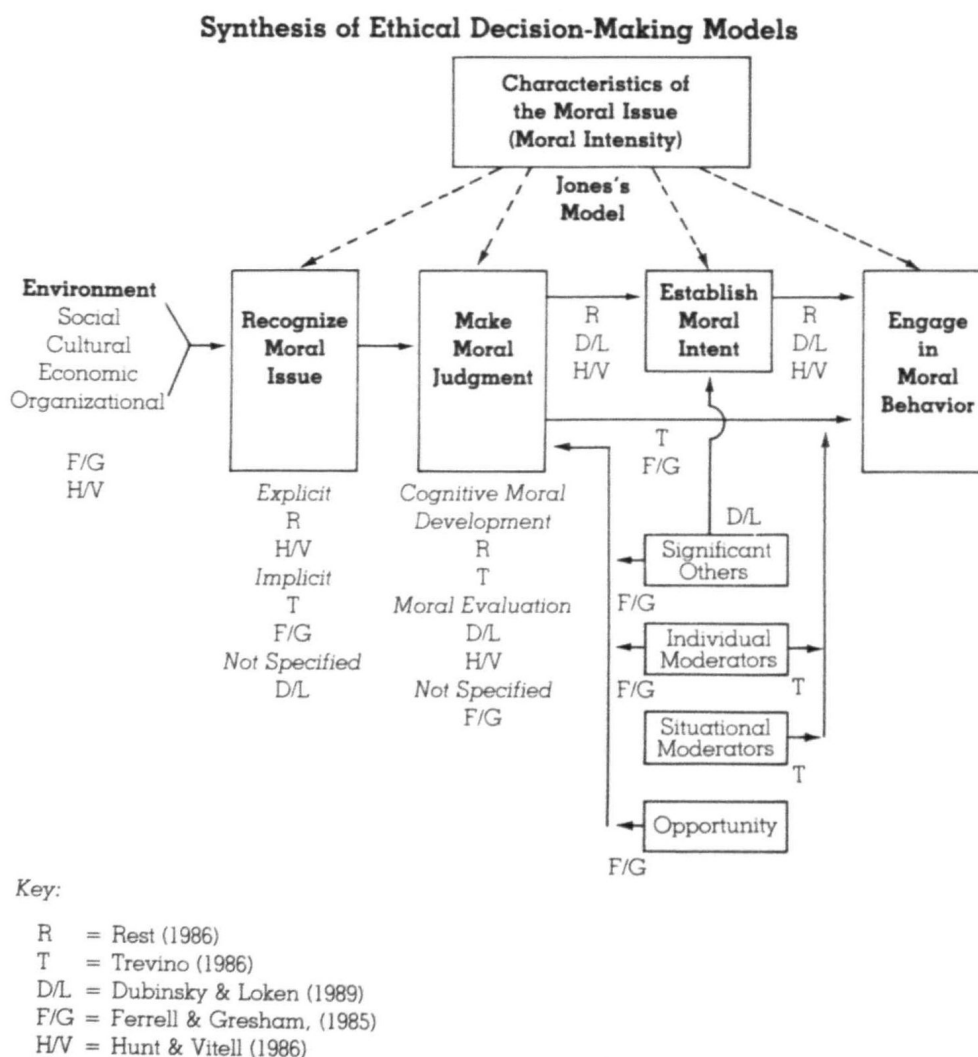 Synthesis of Ethical Decision-Making Models
Characteristics of
the Moral Issue
(Moral Intensity)
Jones's
Model
Environment
Social
Cultural
Economic
Organizational
F/G
H/V
Recognize
Moral
Issue
Explicit
R
H/V
Implicit
T
F/G
Not Specified
D/L
Make
Moral
Judgment
Cognitive Moral
Development
R
T
Moral Evaluation
D/L
H/V
Not Specified
F/G
R
D/L
H/V
Establish
Moral
Intent
R
D/L
H/V
Engage
in
Moral
Behavior
T
F/G
D/L
Significant
Others
F/G
Individual
Moderators
F/G
T
Situational
Moderators
T
Opportunity
F/G
Key:
R = Rest (1986)
T = Trevino (1986)
D/L = Dubinsky & Loken (1989)
F/G = Ferrell & Gresham, (1985)
H/V = Hunt & Vitell (1986)